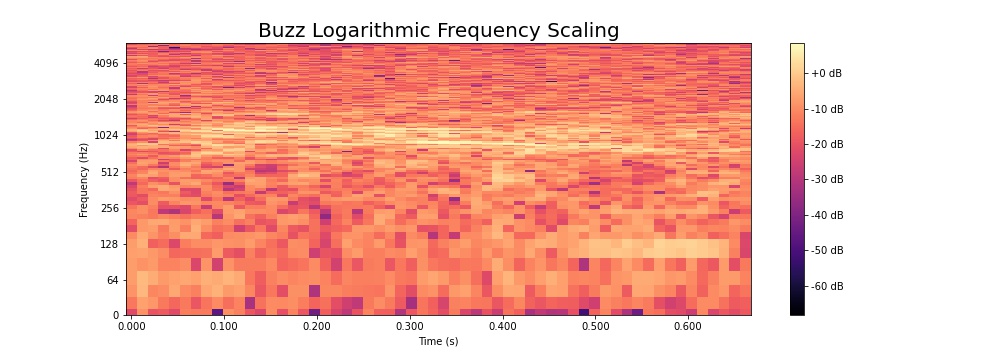 Buzz Logarithmic Frequency Scaling
Frequency (Hz)
4096
2048
1024
512
256
128
64
0
0.000 0.100 0.200 0.300 0.400 0.500 0.600
Time (s)
+0 dB
-10 dB
-20 dB
-30 dB
-40 dB
-50 dB
-60 dB